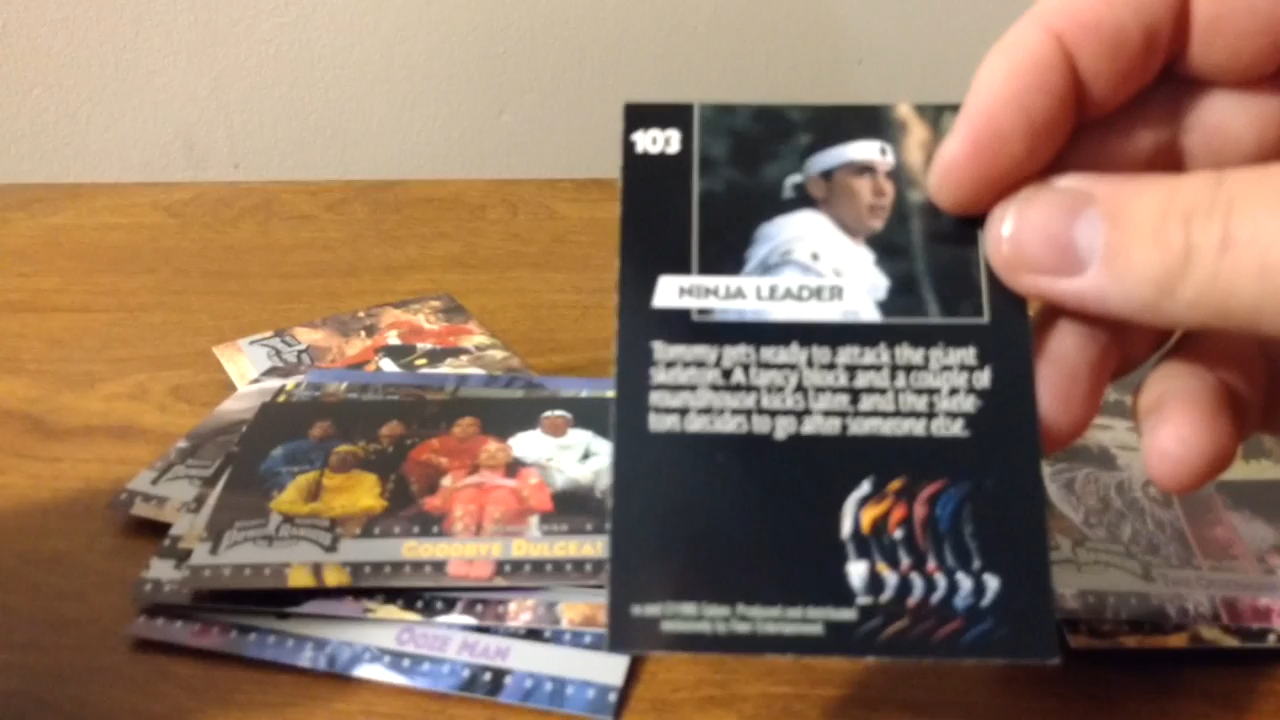 103
NINJA LEADER
Tommy gets ready to attack the giant
skeleton. A fancy block and a couple of
roundhouse kicks later, and the skele-
ton decides to go after someone else.
GOODBYE DULCEA!
OOZE MAN